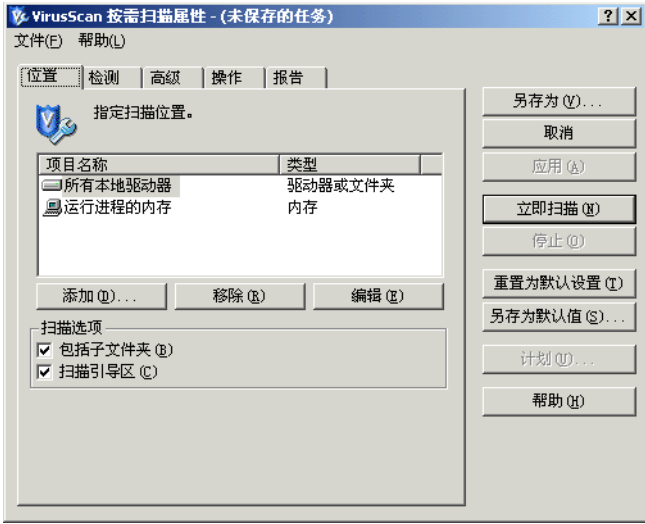 VirusScan 按需扫描属性 - (未保存的任务)
文件(F) 帮助(L)
位置 检测 高级 操作 报告
指定扫描位置。
项目名称 类型
所有本地驱动器 驱动器或文件夹
运行进程的内存 内存
添加(D)... 移除(R) 编辑(E)
扫描选项
包括子文件夹(B)
扫描引导区(C)
另存为(V)...
取消
应用(A)
立即扫描(N)
停止(O)
重置为默认设置(T)
另存为默认值(S)...
计划(U)...
帮助(H)